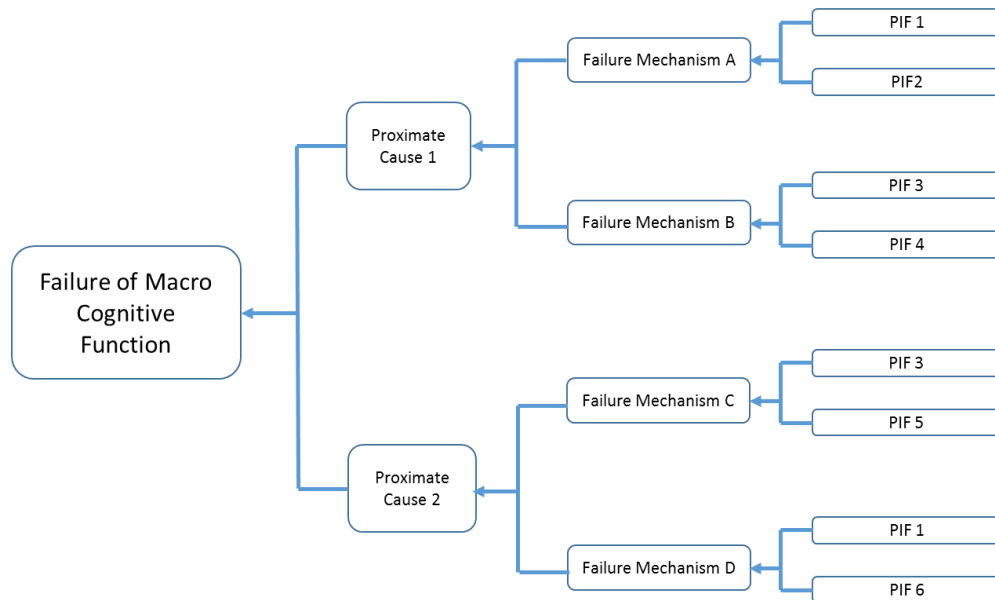 PIF 1
Failure Mechanism A
PIF2
Proximate
Cause 1
PIF 3
Failure Mechanism B
PIF 4
Failure of Macro
Cognitive
Function
PIF 3
Failure Mechanism C
PIF 5
Proximate
Cause 2
PIF 1
Failure Mechanism D
PIF 6